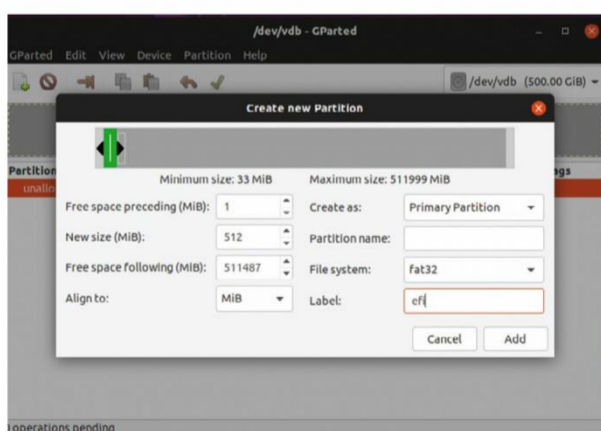 /dev/vdb - GParted
GParted Edit View Device Partition Help
/dev/vdb (500.00 GiB)
Create new Partition
Partition
unallo
Minimum size: 33 MiB Maximum size: 511999 MiB
Free space preceding (MiB): 1 Create as: Primary Partition
New size (MiB): 512 Partition name:
Free space following (MiB): 511487 File system: fat32
Align to: MiB Label: efi
Cancel Add
0 operations pending